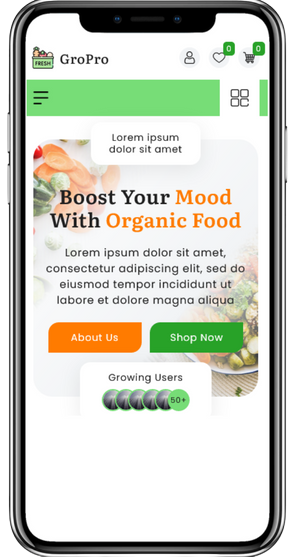 FRESH
GroPro
0
0
Lorem ipsum
dolor sit amet
Boost Your Mood
With Organic Food
Lorem ipsum dolor sit amet,
consectetur adipiscing elit, sed do
eiusmod tempor incididunt ut
labore et dolore magna aliqua
About Us
Shop Now
Growing Users
50+